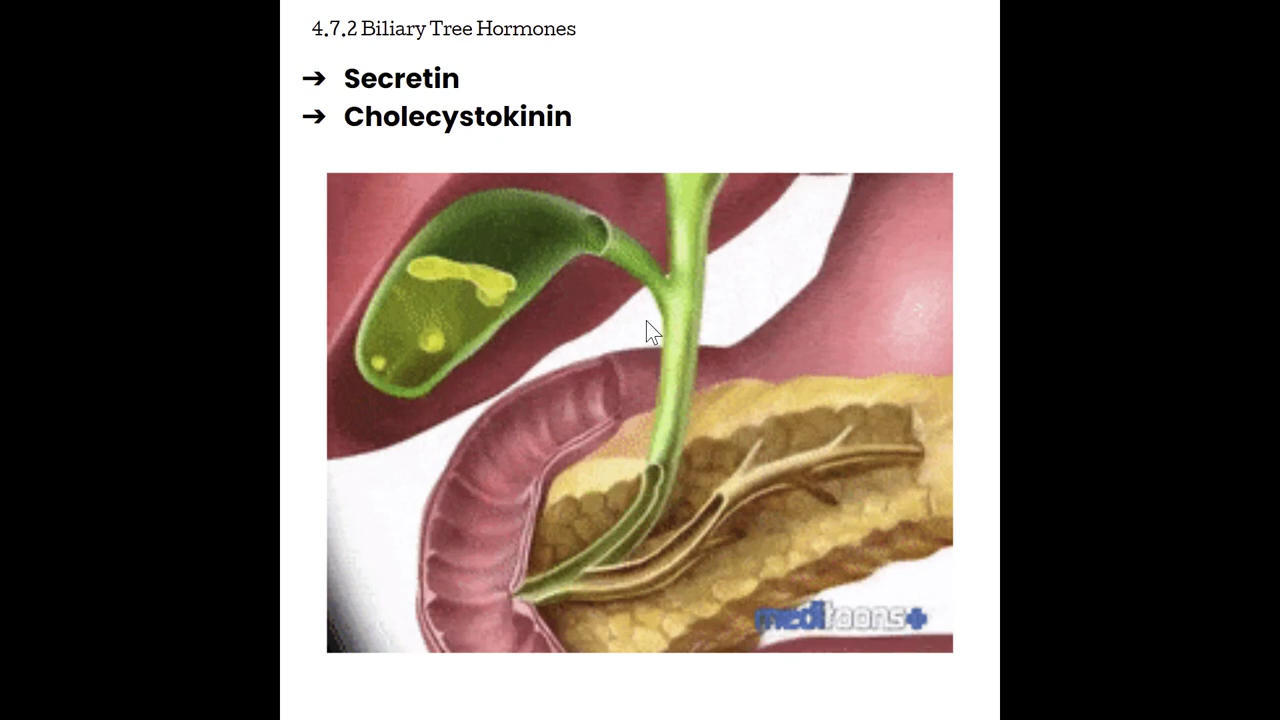 4.7.2 Biliary Tree Hormones
➔ Secretin
➔ Cholecystokinin
meditoons+